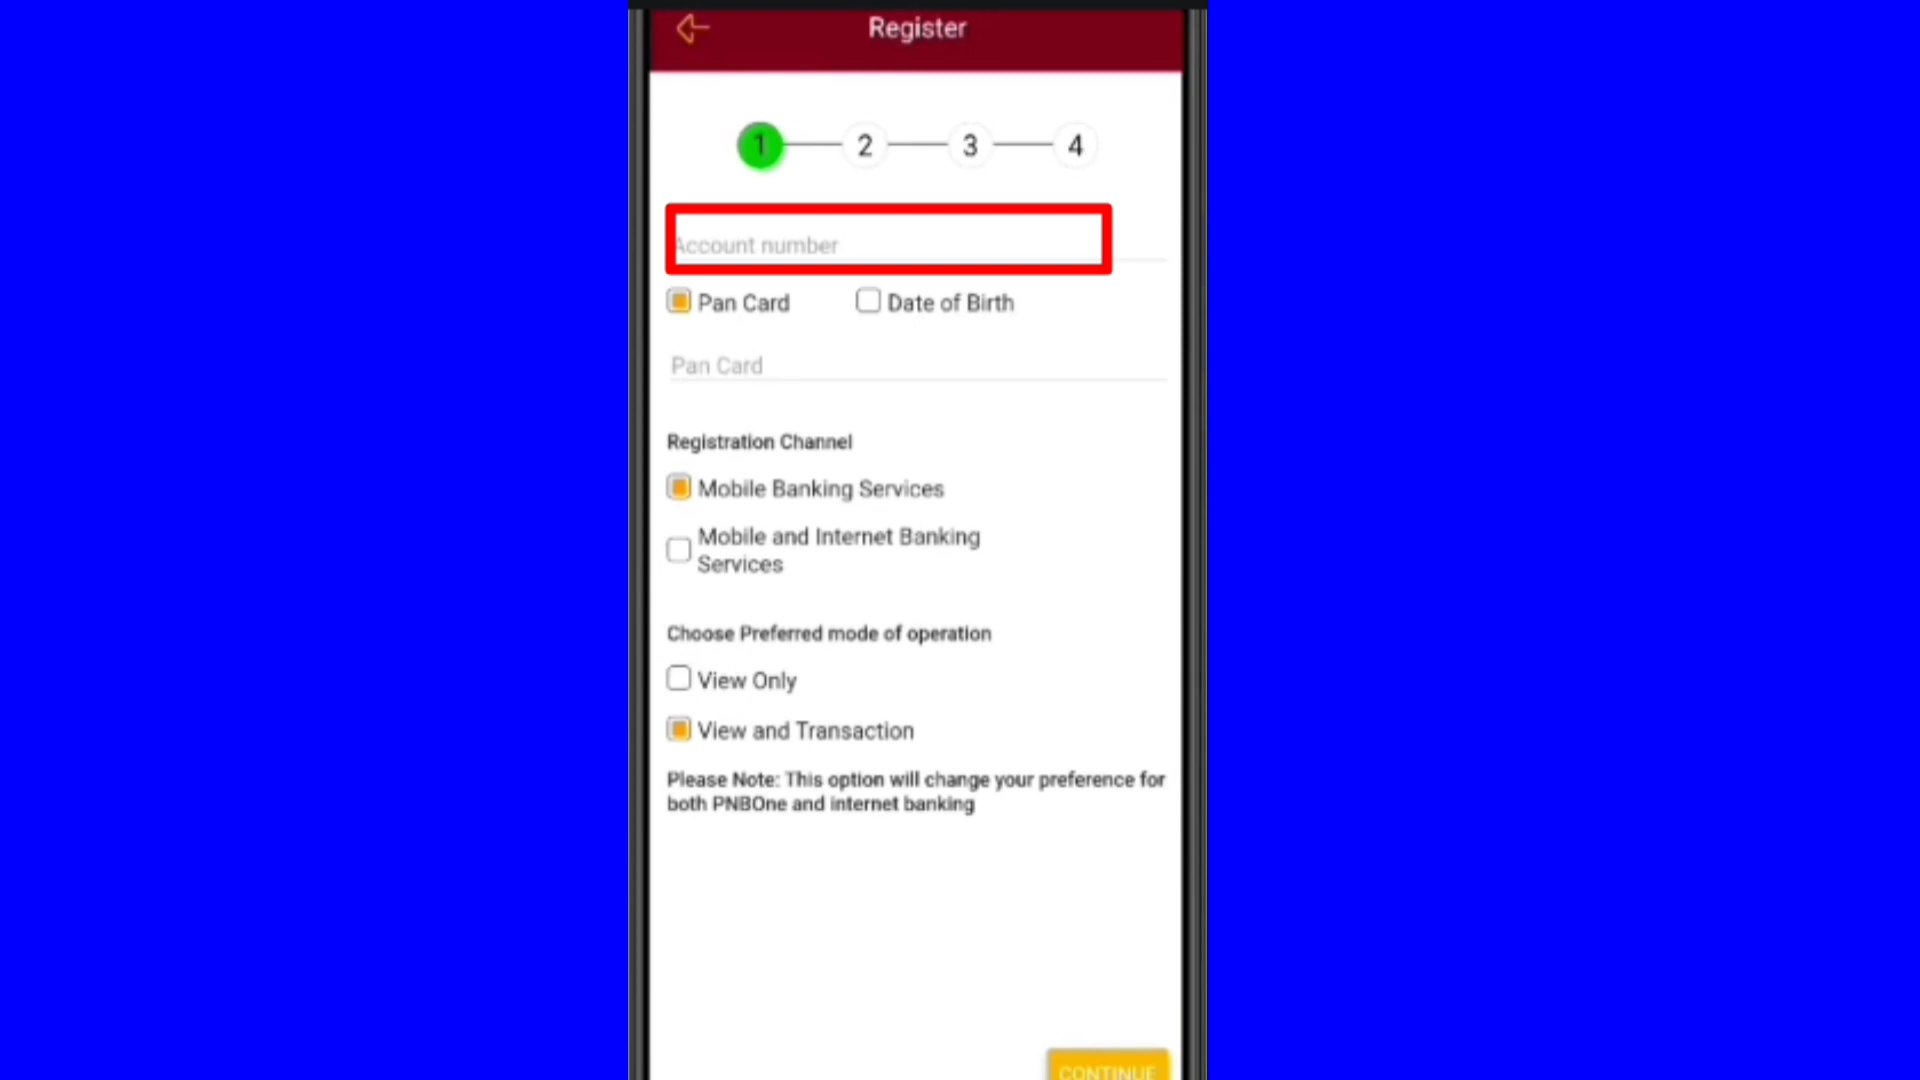 Register
1 2 3 4
Account number
Pan Card Date of Birth
Pan Card
Registration Channel
Mobile Banking Services
Mobile and Internet Banking
Services
Choose Preferred mode of operation
View Only
View and Transaction
Please Note: This option will change your preference for
both PNBOne and internet banking
CONTINUE